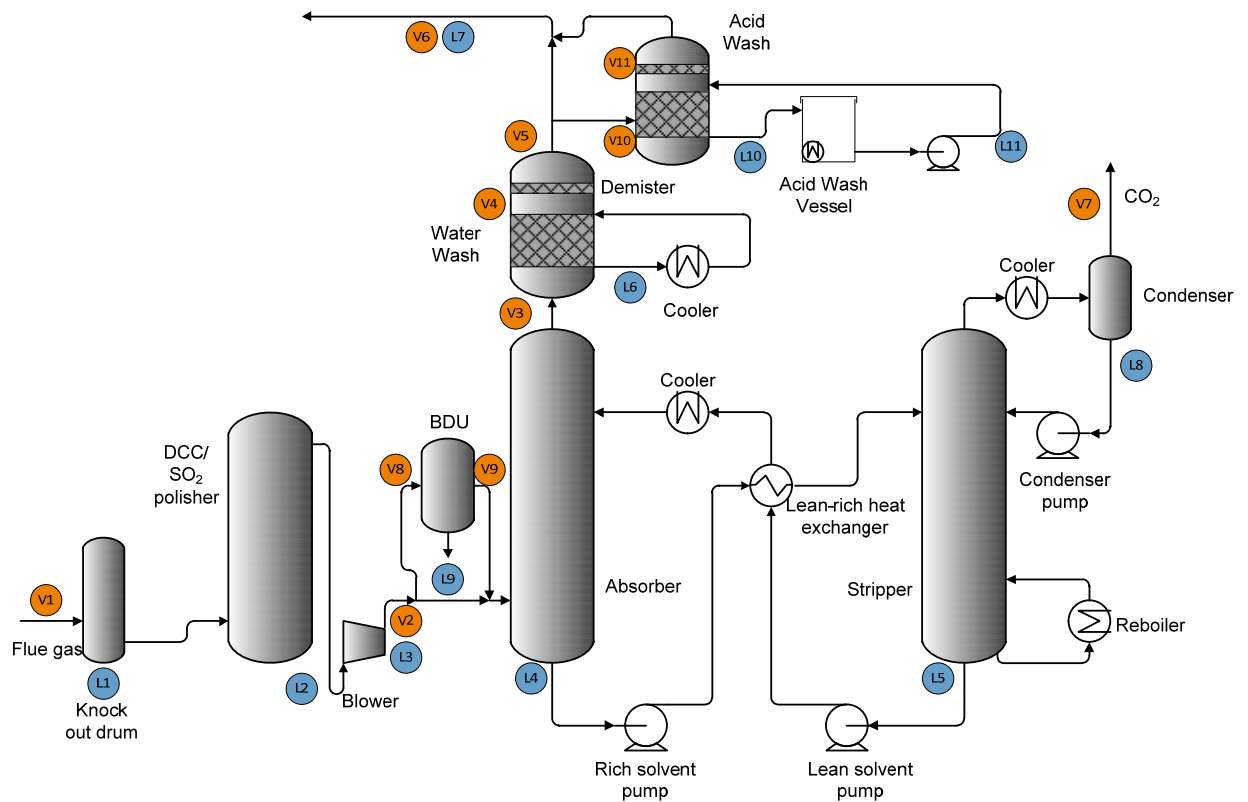 V6
L7
Acid
Wash
V11
V10
L10
Acid Wash
Vessel
L11
V5
V4
Demister
Water
Wash
L6
Cooler
V3
V7
CO2
Cooler
Condenser
L8
Condenser
pump
Cooler
BDU
V8
V9
L9
DCC/
SO2
polisher
Lean-rich heat
exchanger
Absorber
Stripper
Reboiler
V1
Flue gas
L1
Knock
out drum
V2
L3
L2
Blower
L4
L5
Rich solvent
pump
Lean solvent
pump